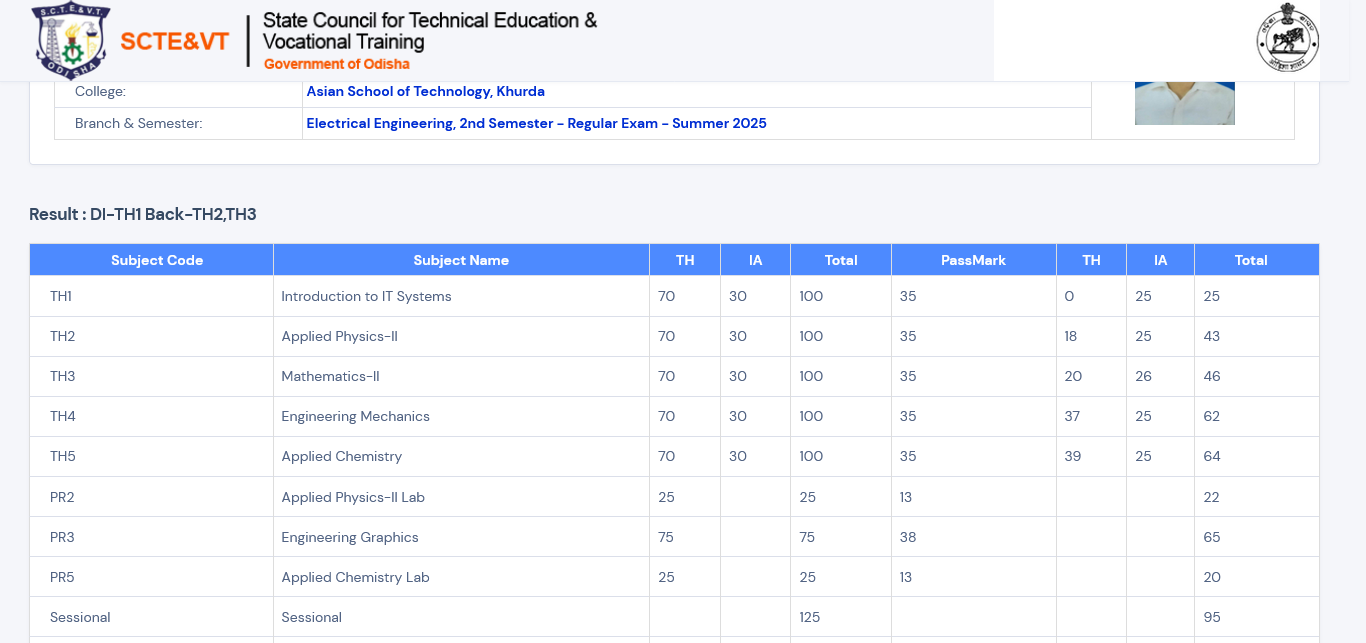 S.C.T.E.&V.T.
ODISHA
SCTE&VT
State Council for Technical Education &
Vocational Training
Government of Odisha
College: Asian School of Technology, Khurda
Branch & Semester: Electrical Engineering, 2nd Semester - Regular Exam - Summer 2025
Result : DI-TH1 Back-TH2,TH3
Subject Code Subject Name TH IA Total PassMark TH IA Total
TH1 Introduction to IT Systems 70 30 100 35 0 25 25
TH2 Applied Physics-II 70 30 100 35 18 25 43
TH3 Mathematics-II 70 30 100 35 20 26 46
TH4 Engineering Mechanics 70 30 100 35 37 25 62
TH5 Applied Chemistry 70 30 100 35 39 25 64
PR2 Applied Physics-II Lab 25 25 13 22
PR3 Engineering Graphics 75 75 38 65
PR5 Applied Chemistry Lab 25 25 13 20
Sessional Sessional 125 95